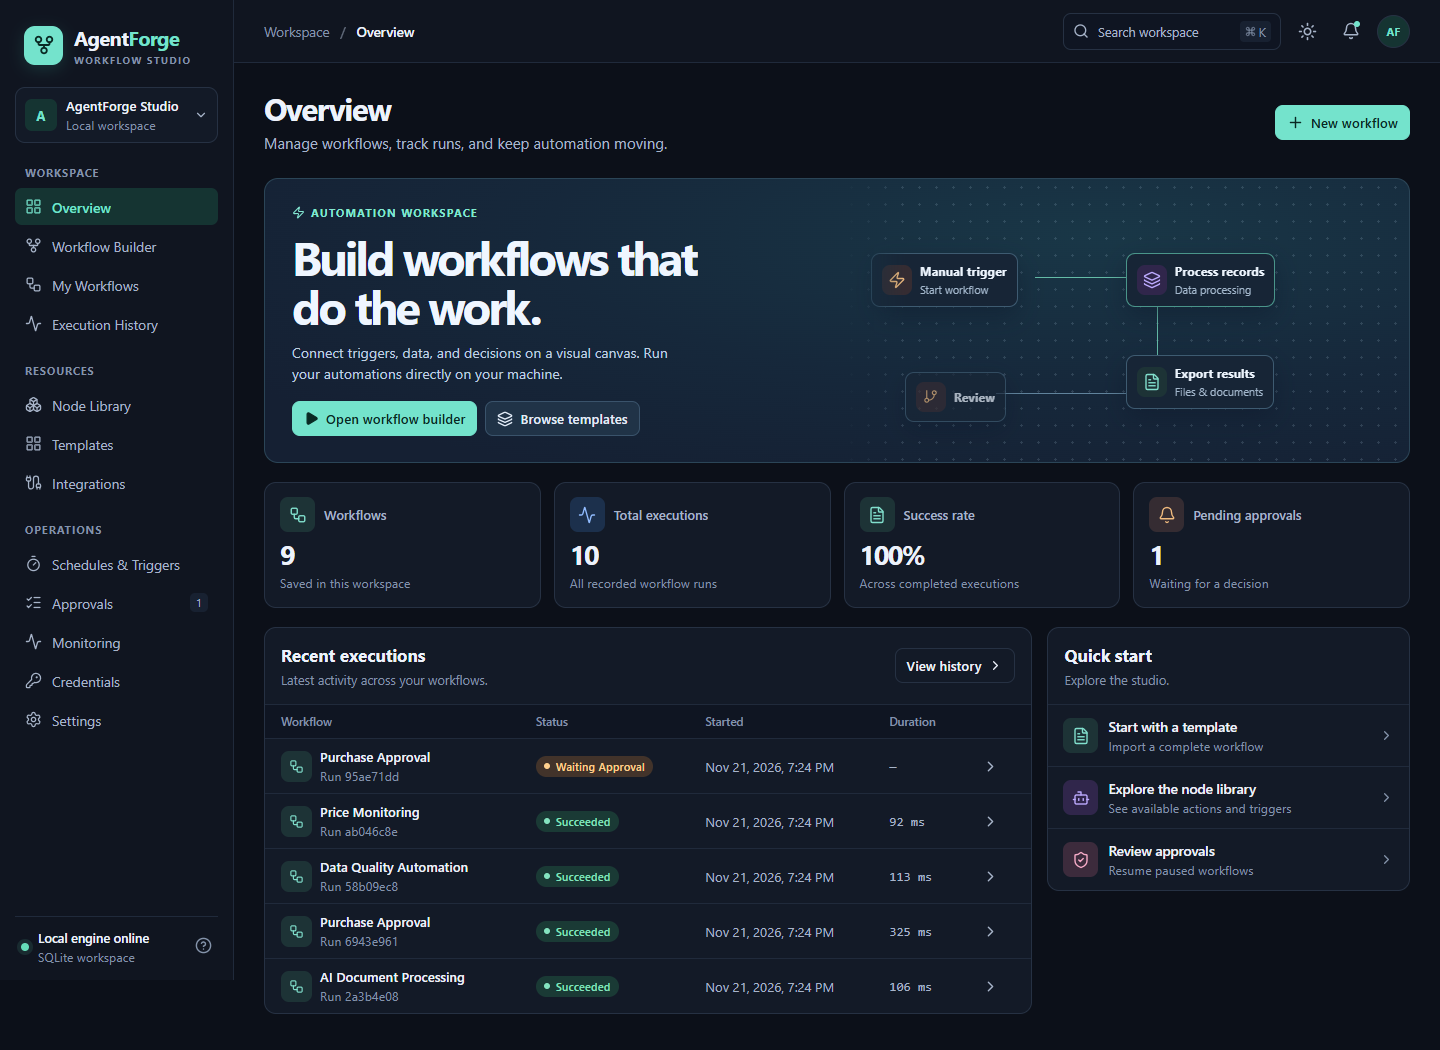 AgentForge
WORKFLOW STUDIO
A
AgentForge Studio
Local workspace
WORKSPACE
Overview
Workflow Builder
My Workflows
Execution History
RESOURCES
Node Library
Templates
Integrations
OPERATIONS
Schedules & Triggers
Approvals 1
Monitoring
Credentials
Settings
Local engine online
SQLite workspace
Workspace / Overview
Search workspace ⌘ K
AF
Overview
Manage workflows, track runs, and keep automation moving.
New workflow
AUTOMATION WORKSPACE
Build workflows that
do the work.
Connect triggers, data, and decisions on a visual canvas. Run
your automations directly on your machine.
Open workflow builder
Browse templates
Manual trigger
Start workflow
Process records
Data processing
Export results
Files & documents
Review
Workflows
9
Saved in this workspace
Total executions
10
All recorded workflow runs
Success rate
100%
Across completed executions
Pending approvals
1
Waiting for a decision
Recent executions
Latest activity across your workflows.
View history
Workflow Status Started Duration
Purchase Approval
Run 95ae71dd
Waiting Approval
Nov 21, 2026, 7:24 PM
—
Price Monitoring
Run ab046c8e
Succeeded
Nov 21, 2026, 7:24 PM
92 ms
Data Quality Automation
Run 58b09ec8
Succeeded
Nov 21, 2026, 7:24 PM
113 ms
Purchase Approval
Run 6943e961
Succeeded
Nov 21, 2026, 7:24 PM
325 ms
AI Document Processing
Run 2a3b4e08
Succeeded
Nov 21, 2026, 7:24 PM
106 ms
Quick start
Explore the studio.
Start with a template
Import a complete workflow
Explore the node library
See available actions and triggers
Review approvals
Resume paused workflows